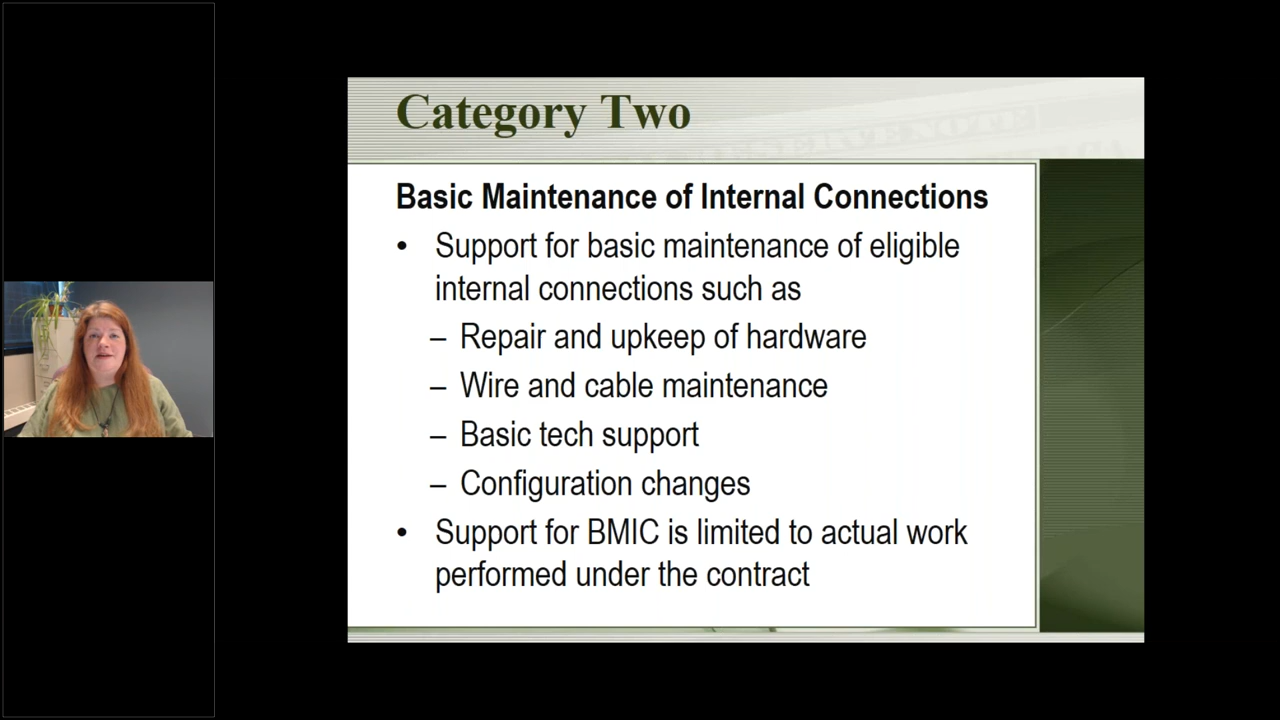 Category Two
Basic Maintenance of Internal Connections
• Support for basic maintenance of eligible
internal connections such as
– Repair and upkeep of hardware
– Wire and cable maintenance
– Basic tech support
– Configuration changes
• Support for BMIC is limited to actual work
performed under the contract